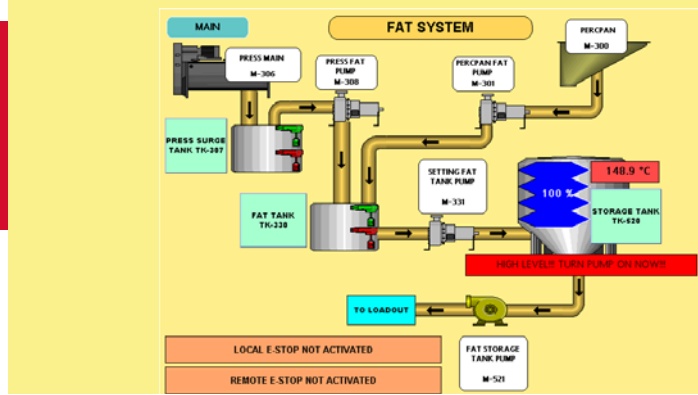 MAIN
FAT SYSTEM
PERCPAN
M-300
PRESS MAIN
M-306
PRESS FAT
PUMP
M-308
PERCPAN FAT
PUMP
M-301
PRESS SURGE
TANK TK-307
SETTING FAT
TANK PUMP
M-331
148.9 °C
100 %
FAT TANK
TK-330
STORAGE TANK
TK-520
HIGH LEVEL!! TURN PUMP ON NOW!!
TO LOADOUT
LOCAL E-STOP NOT ACTIVATED
FAT STORAGE
TANK PUMP
M-521
REMOTE E-STOP NOT ACTIVATED